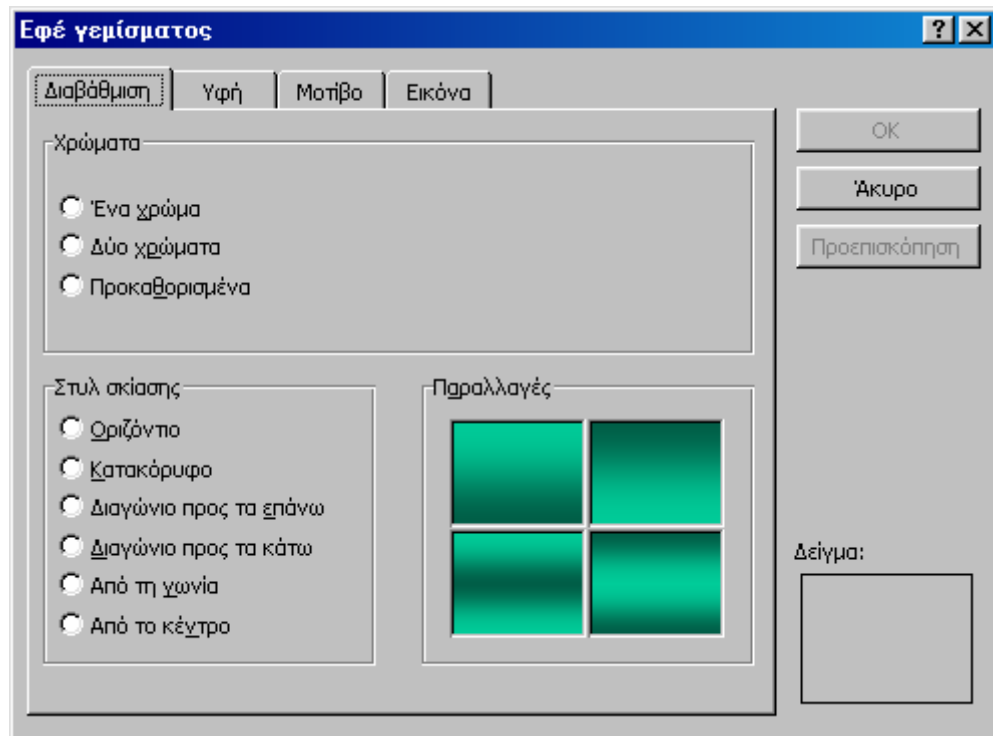 Εφέ γεμίσματος
Διαβάθμιση
Υφή
Μοτίβο
Εικόνα
Χρώματα
Ένα χρώμα
Δύο χρώματα
Προκαθορισμένα
Στυλ σκίασης
Οριζόντιο
Κατακόρυφο
Διαγώνιο προς τα επάνω
Διαγώνιο προς τα κάτω
Από τη γωνία
Από το κέντρο
Παραλλαγές
OK
Άκυρο
Προεπισκόπηση
Δείγμα: